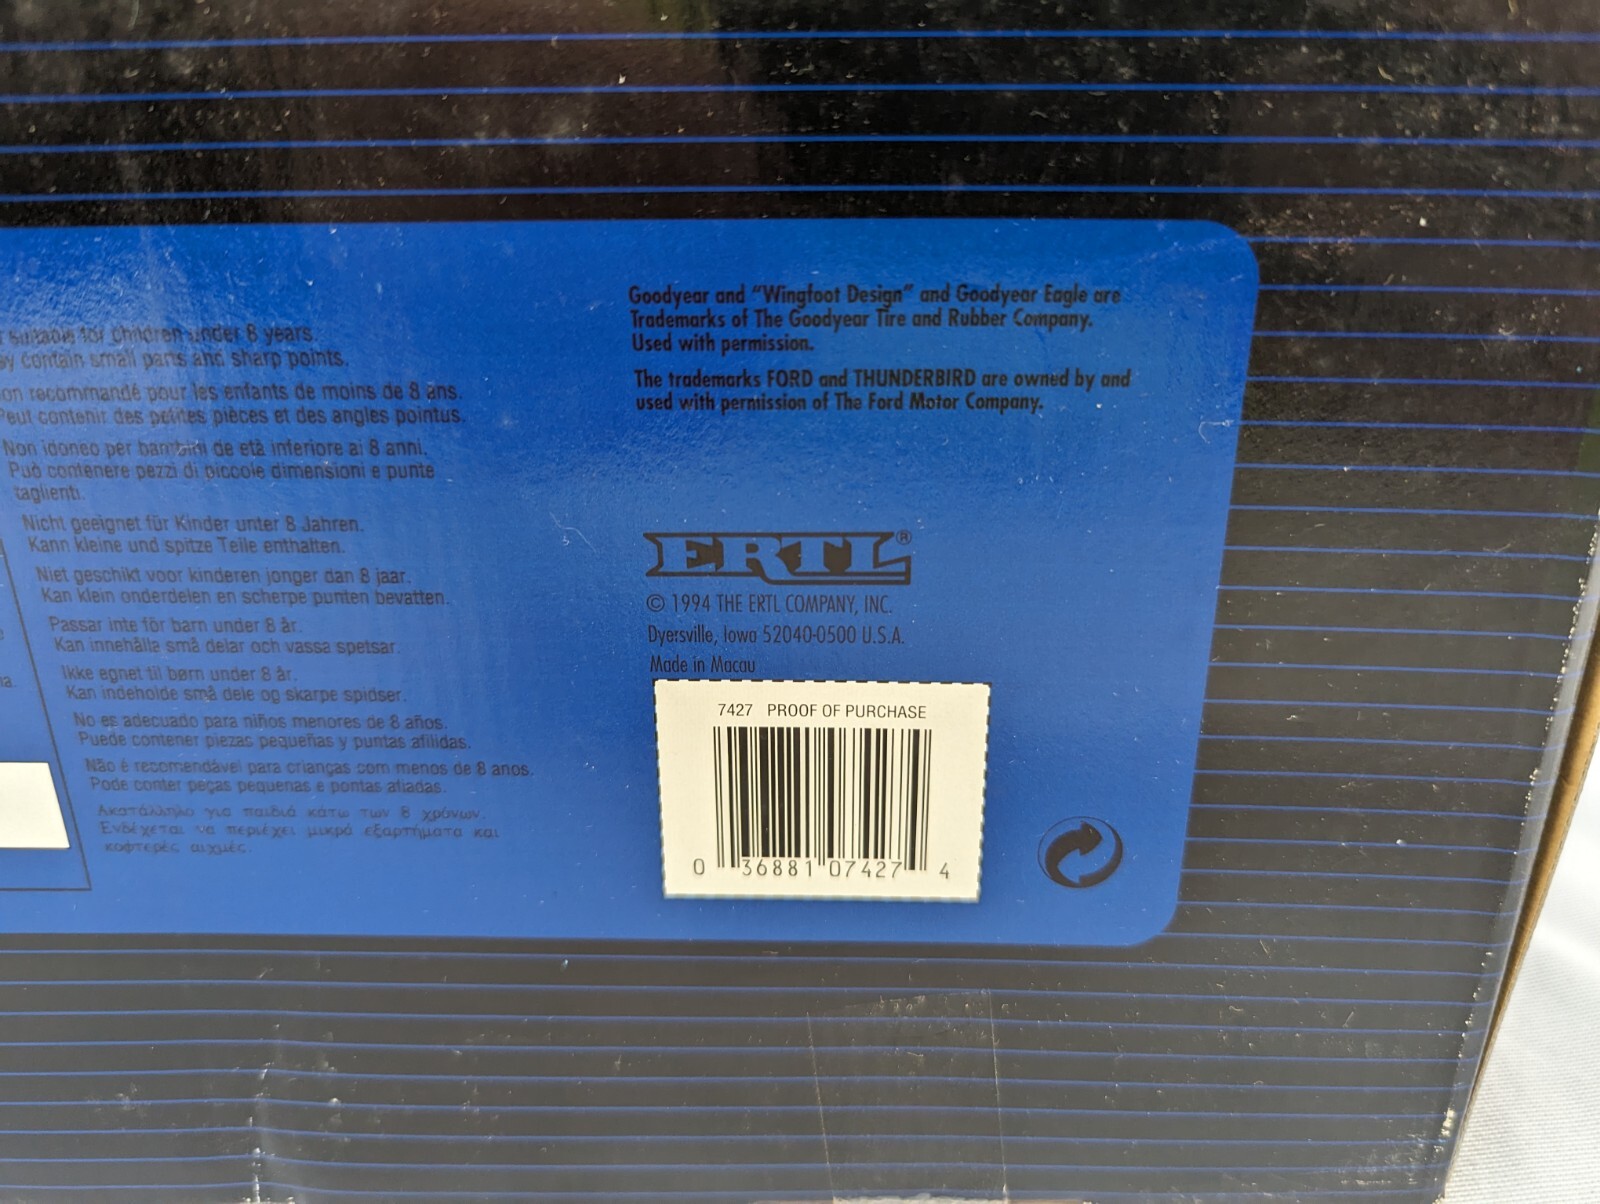 suitable for children under 8 years.
contain small parts and sharp points.
recommandé pour les enfants de moins de 8 ans.
Peut contenir des petites pièces et des angles pointus.
Non idoneo per bambini de età inferiore ai 8 anni.
Può contenere pezzi di piccole dimensioni e punte
taglienti.
Nicht geeignet für Kinder unter 8 Jahren.
Kann kleine und spitze Teile enthalten.
Niet geschikt voor kinderen jonger dan 8 jaar.
Kan klein onderdelen en scherpe punten bevatten.
Passar inte för barn under 8 år.
Kan innehålla små delar och vassa spetsar.
Ikke egnet til børn under 8 år.
Kan indeholde små dele og skarpe spidser.
No es adecuado para niños menores de 8 años.
Puede contener piezas pequeñas y puntas afilidas.
Não é recomendável para crianças com menos de 8 anos.
Pode conter peças pequenas e pontas afiadas.
Ακατάλληλο για παιδιά κάτω των 8 χρόνων.
Ενδέχεται να περιέχει μικρά εξαρτήματα και
κοφτερές αιχμές.
Goodyear and “Wingfoot Design” and Goodyear Eagle are
Trademarks of The Goodyear Tire and Rubber Company.
Used with permission.
The trademarks FORD and THUNDERBIRD are owned by and
used with permission of The Ford Motor Company.
ERTL®
© 1994 THE ERTL COMPANY, INC.
Dyersville, Iowa 52040-0500 U.S.A.
Made in Macau
7427 PROOF OF PURCHASE
0 36881 07427 4